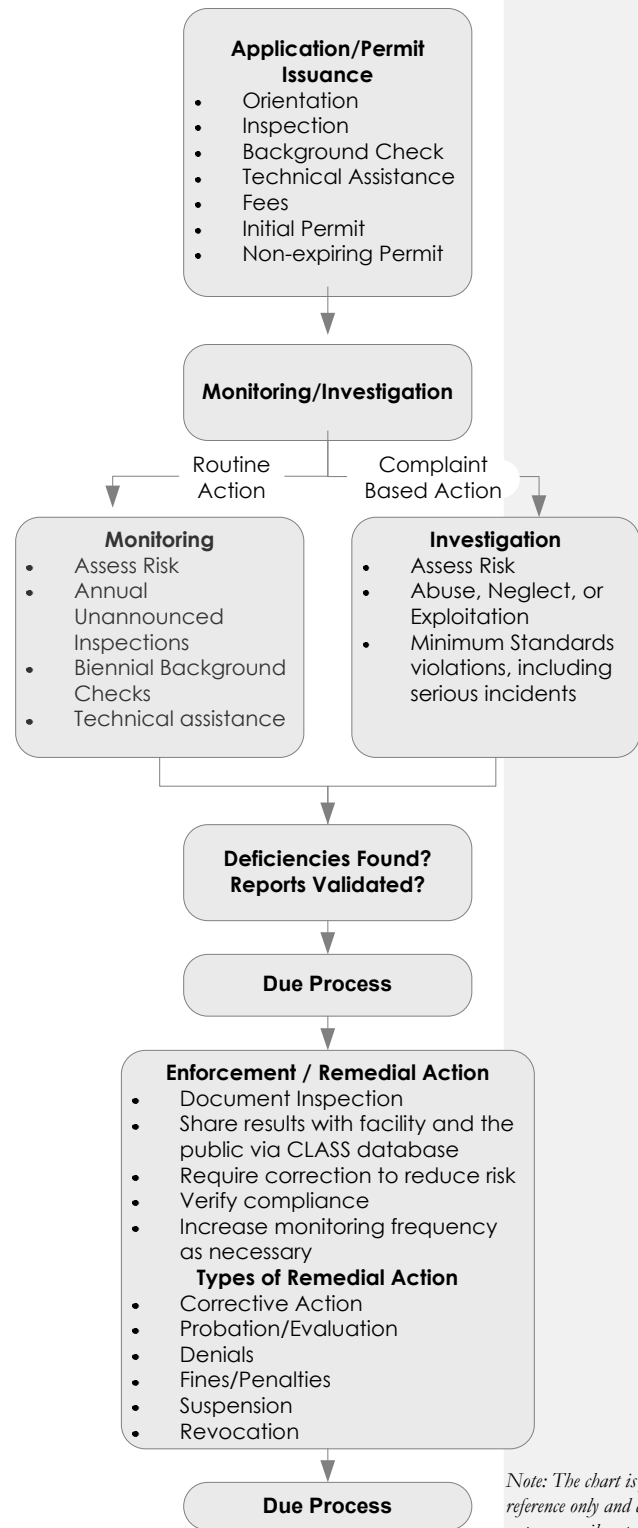 Application/Permit
Issuance
• Orientation
• Inspection
• Background Check
• Technical Assistance
• Fees
• Initial Permit
• Non-expiring Permit
Monitoring/Investigation
Routine
Action
Complaint
Based Action
Monitoring
• Assess Risk
• Annual
Unannounced
Inspections
• Biennial Background
Checks
• Technical assistance
Investigation
• Assess Risk
• Abuse, Neglect, or
Exploitation
• Minimum Standards
violations, including
serious incidents
Deficiencies Found?
Reports Validated?
Due Process
Enforcement / Remedial Action
• Document Inspection
• Share results with facility and the
public via CLASS database
• Require correction to reduce risk
• Verify compliance
• Increase monitoring frequency
as necessary
Types of Remedial Action
• Corrective Action
• Probation/Evaluation
• Denials
• Fines/Penalties
• Suspension
• Revocation
Due Process
Note: The chart is
reference only and